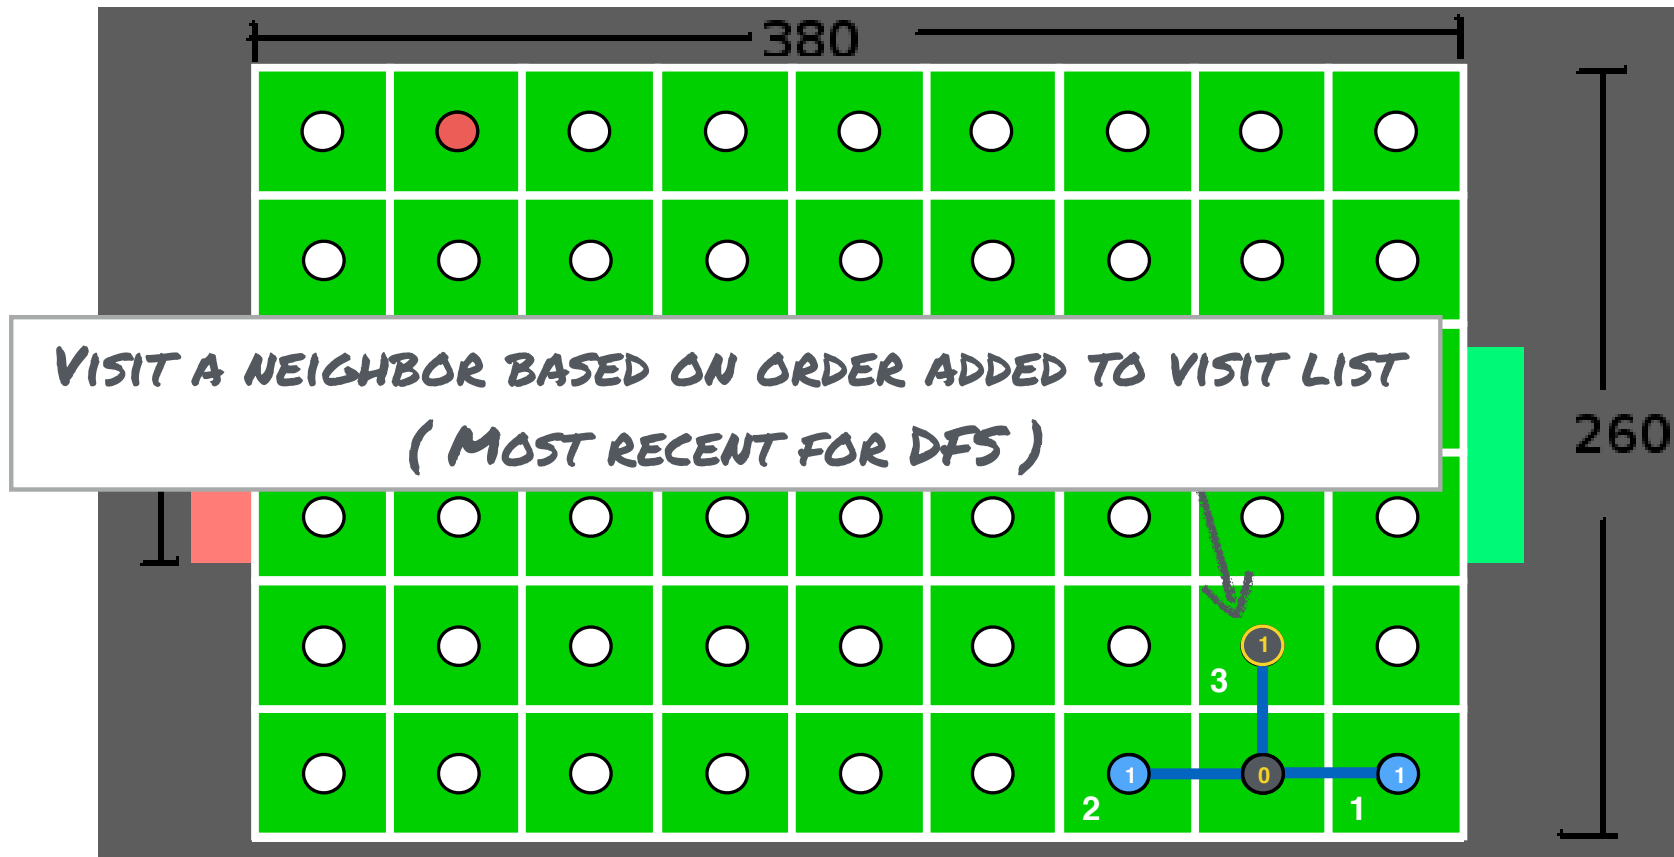 380
VISIT A NEIGHBOR BASED ON ORDER ADDED TO VISIT LIST
( MOST RECENT FOR DFS )
260
1
3
1 0 1
2 1